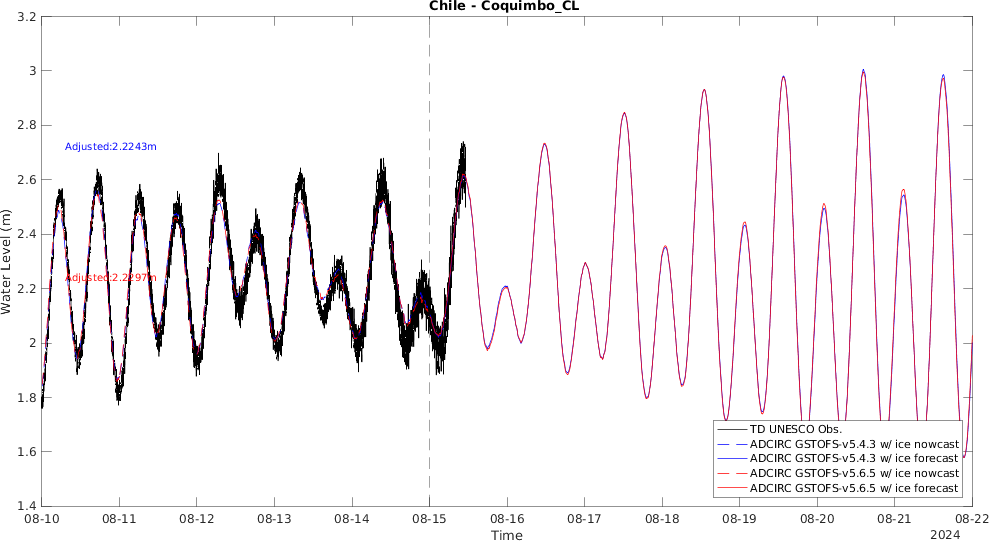 Chile - Coquimbo_CL
3.2
3
2.8
2.6
2.4
2.2
2
1.8
1.6
1.4
Water Level (m)
Adjusted:2.2243m
Adjusted:2.2297m
TD UNESCO Obs.
ADCIRC GSTOFS-v5.4.3 w/ ice nowcast
ADCIRC GSTOFS-v5.4.3 w/ ice forecast
ADCIRC GSTOFS-v5.6.5 w/ ice nowcast
ADCIRC GSTOFS-v5.6.5 w/ ice forecast
08-10 08-11 08-12 08-13 08-14 08-15 08-16 08-17 08-18 08-19 08-20 08-21 08-22
Time
2024